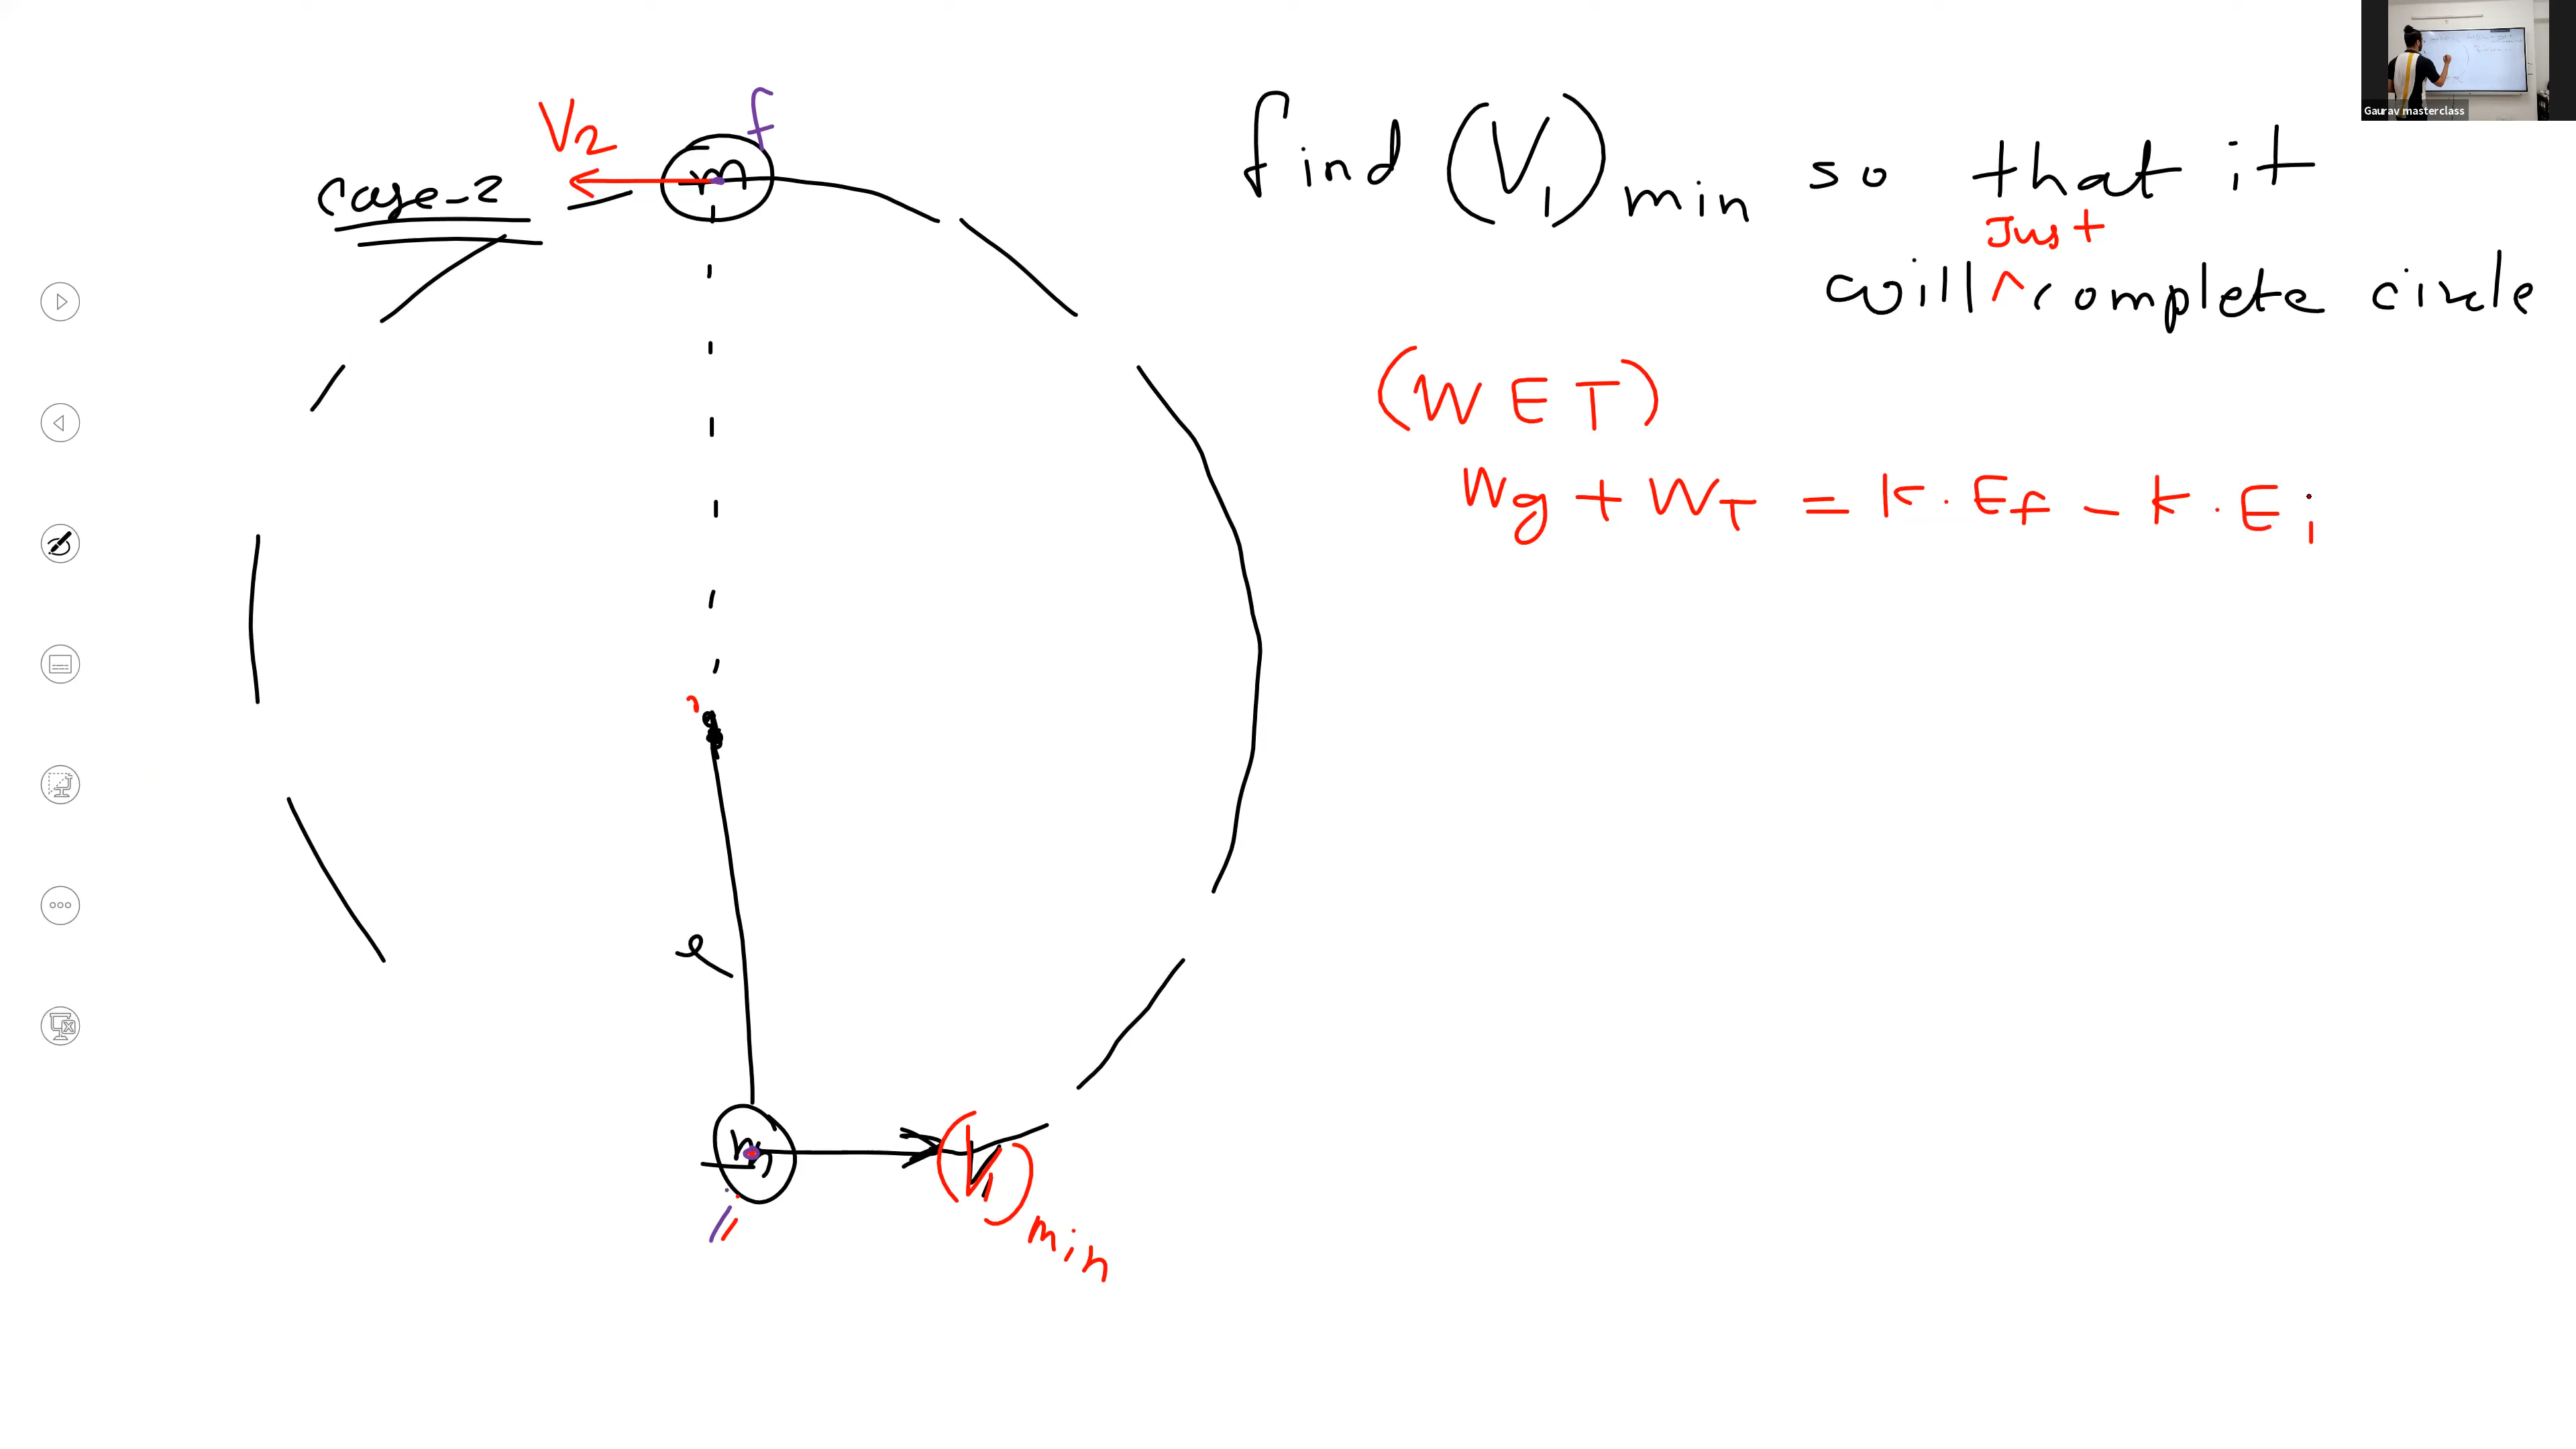 Gaurav masterclass
V2
f
m
case-2
find (V1)min so that it
Just
will ^ complete circle
(WET)
Wg + WT = K.Ef - K.Ei
l
m
(V1)min
i